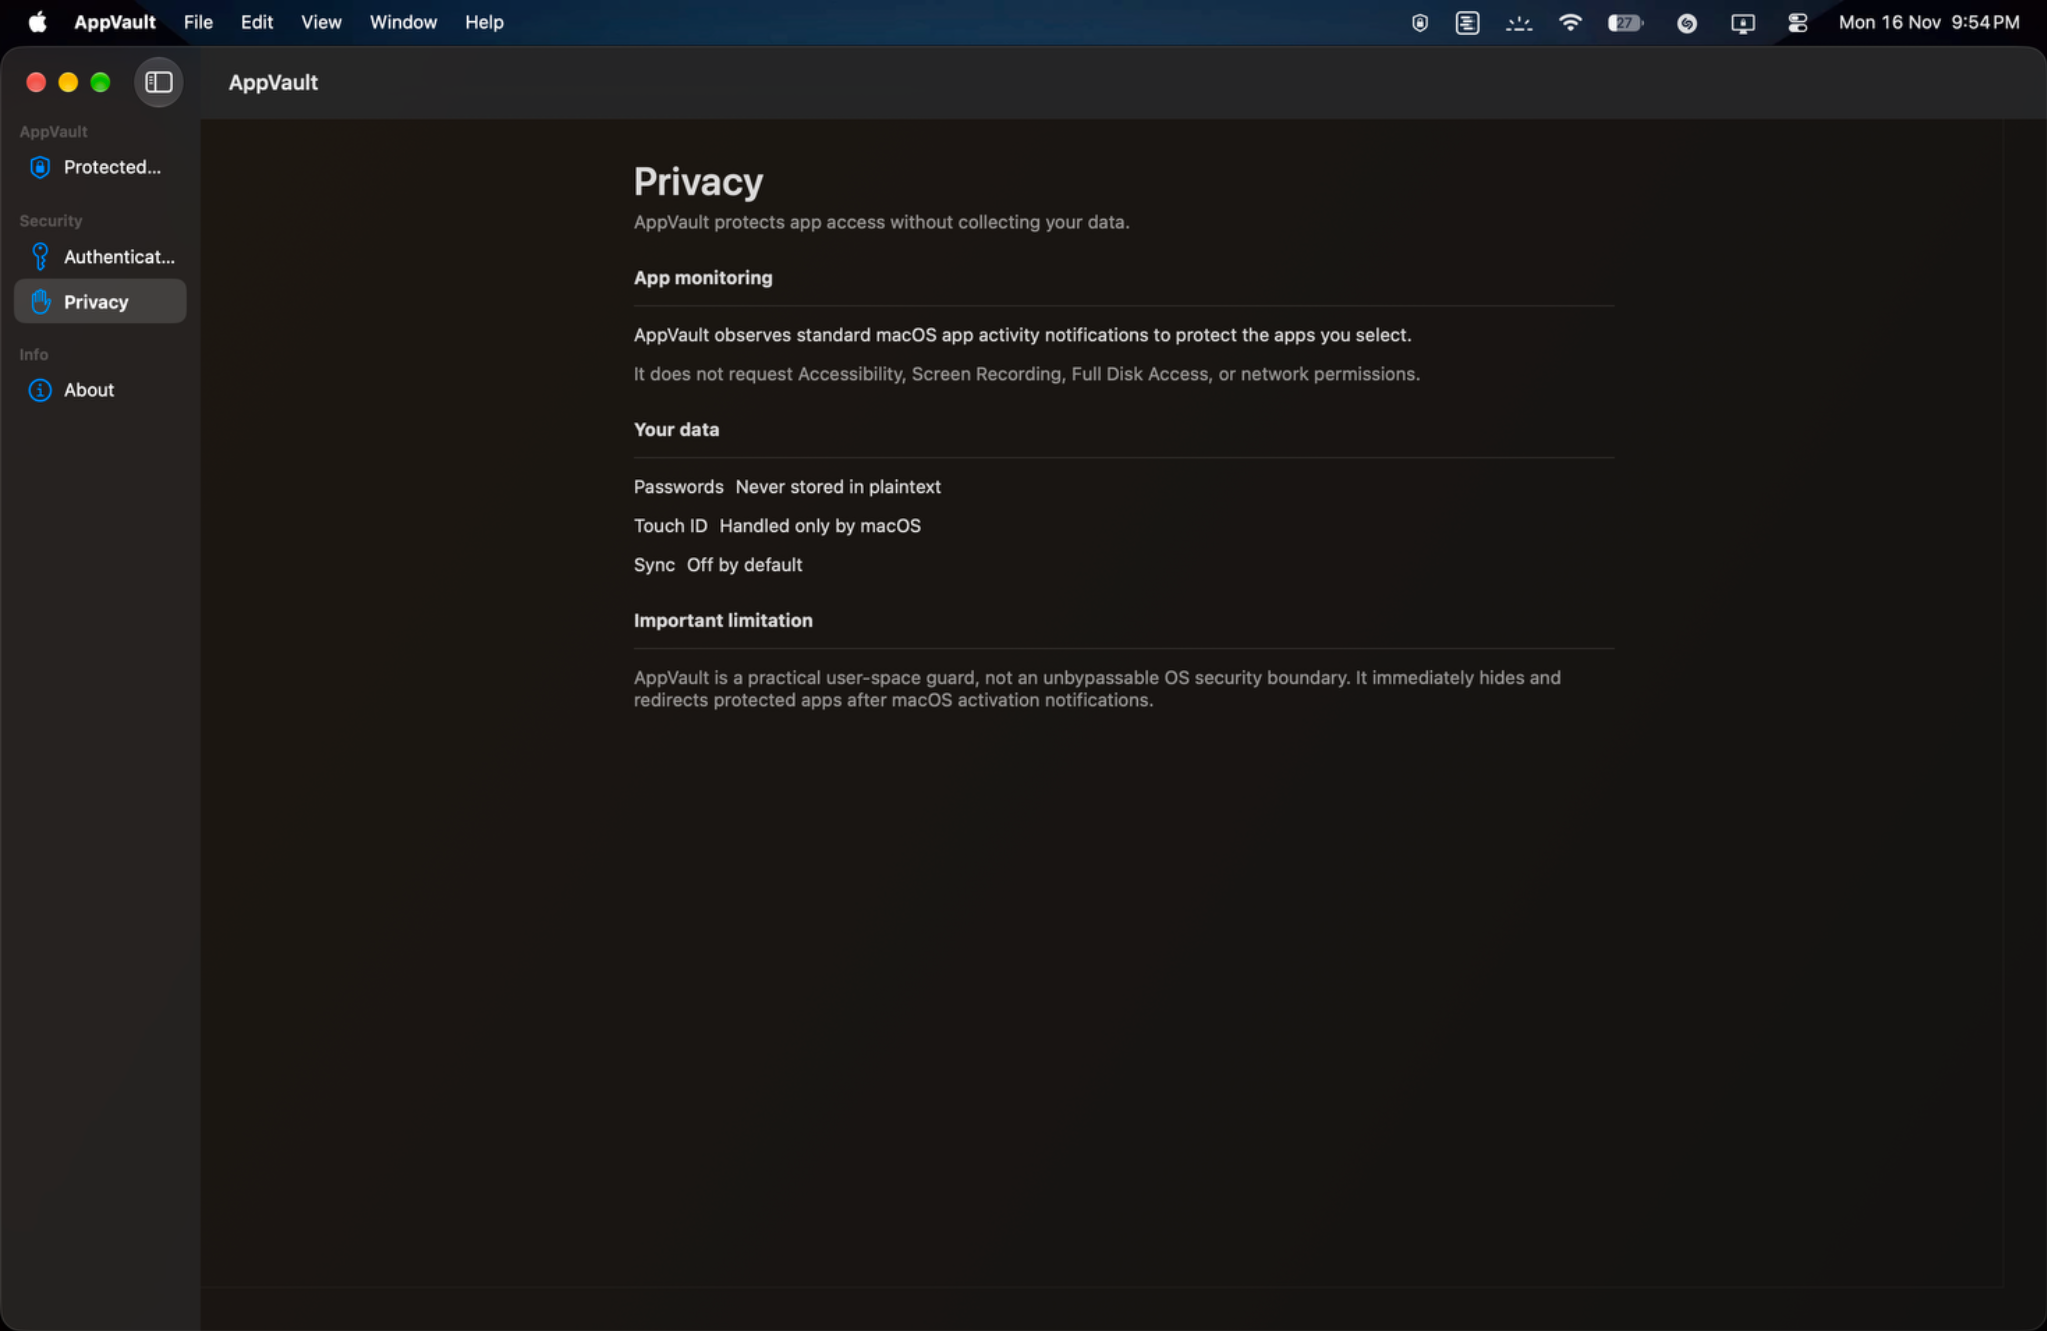 AppVault File Edit View Window Help 27 Mon 16 Nov 9:54 PM
AppVault
AppVault
Protected...
Security
Authenticat...
Privacy
Info
About
Privacy
AppVault protects app access without collecting your data.
App monitoring
AppVault observes standard macOS app activity notifications to protect the apps you select.
It does not request Accessibility, Screen Recording, Full Disk Access, or network permissions.
Your data
Passwords Never stored in plaintext
Touch ID Handled only by macOS
Sync Off by default
Important limitation
AppVault is a practical user-space guard, not an unbypassable OS security boundary. It immediately hides and
redirects protected apps after macOS activation notifications.